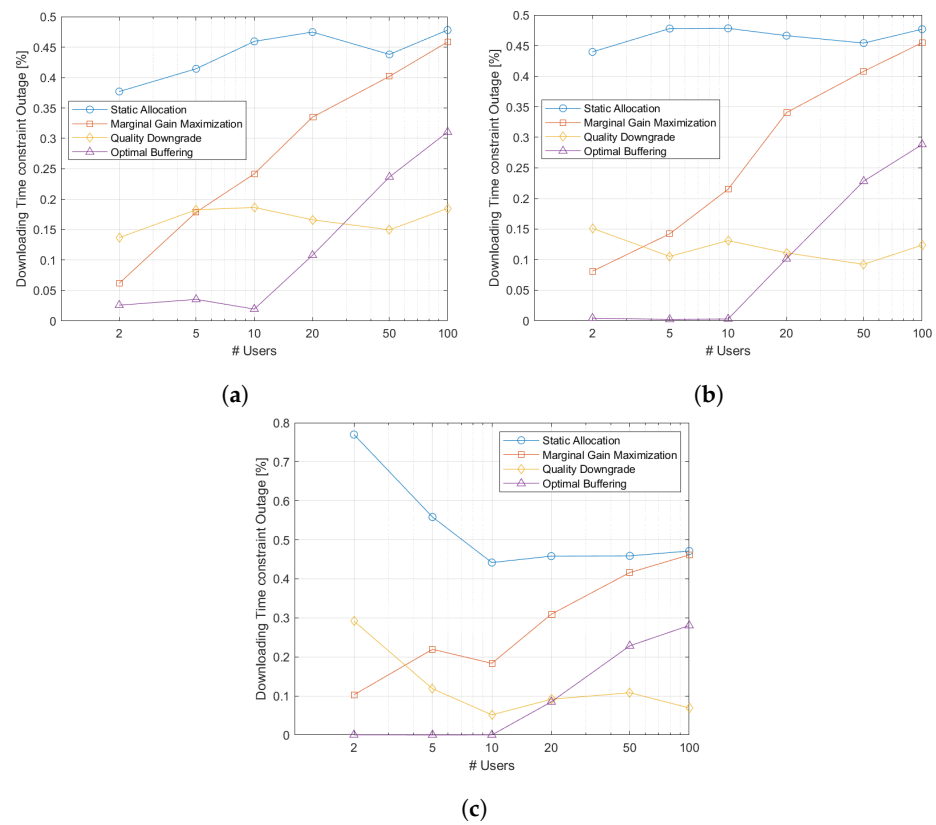 0.5
0.45
0.4
0.35
0.3
0.25
0.2
0.15
0.1
0.05
0
Downloading Time constraint Outage [%]
Static Allocation
Marginal Gain Maximization
Quality Downgrade
Optimal Buffering
2 5 10 20 50 100
# Users
(a)
0.5
0.45
0.4
0.35
0.3
0.25
0.2
0.15
0.1
0.05
0
Downloading Time constraint Outage [%]
Static Allocation
Marginal Gain Maximization
Quality Downgrade
Optimal Buffering
2 5 10 20 50 100
# Users
(b)
0.8
0.7
0.6
0.5
0.4
0.3
0.2
0.1
0
Downloading Time constraint Outage [%]
Static Allocation
Marginal Gain Maximization
Quality Downgrade
Optimal Buffering
2 5 10 20 50 100
# Users
(c)